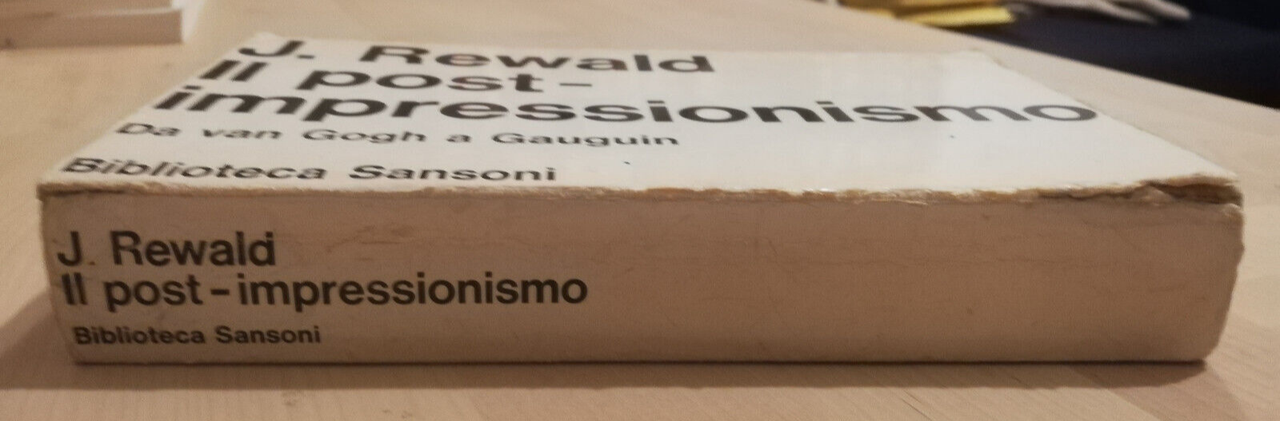 J. Rewald
Il post-
impressionismo
Da van Gogh a Gauguin
Biblioteca Sansoni
J. Rewald
Il post-impressionismo
Biblioteca Sansoni